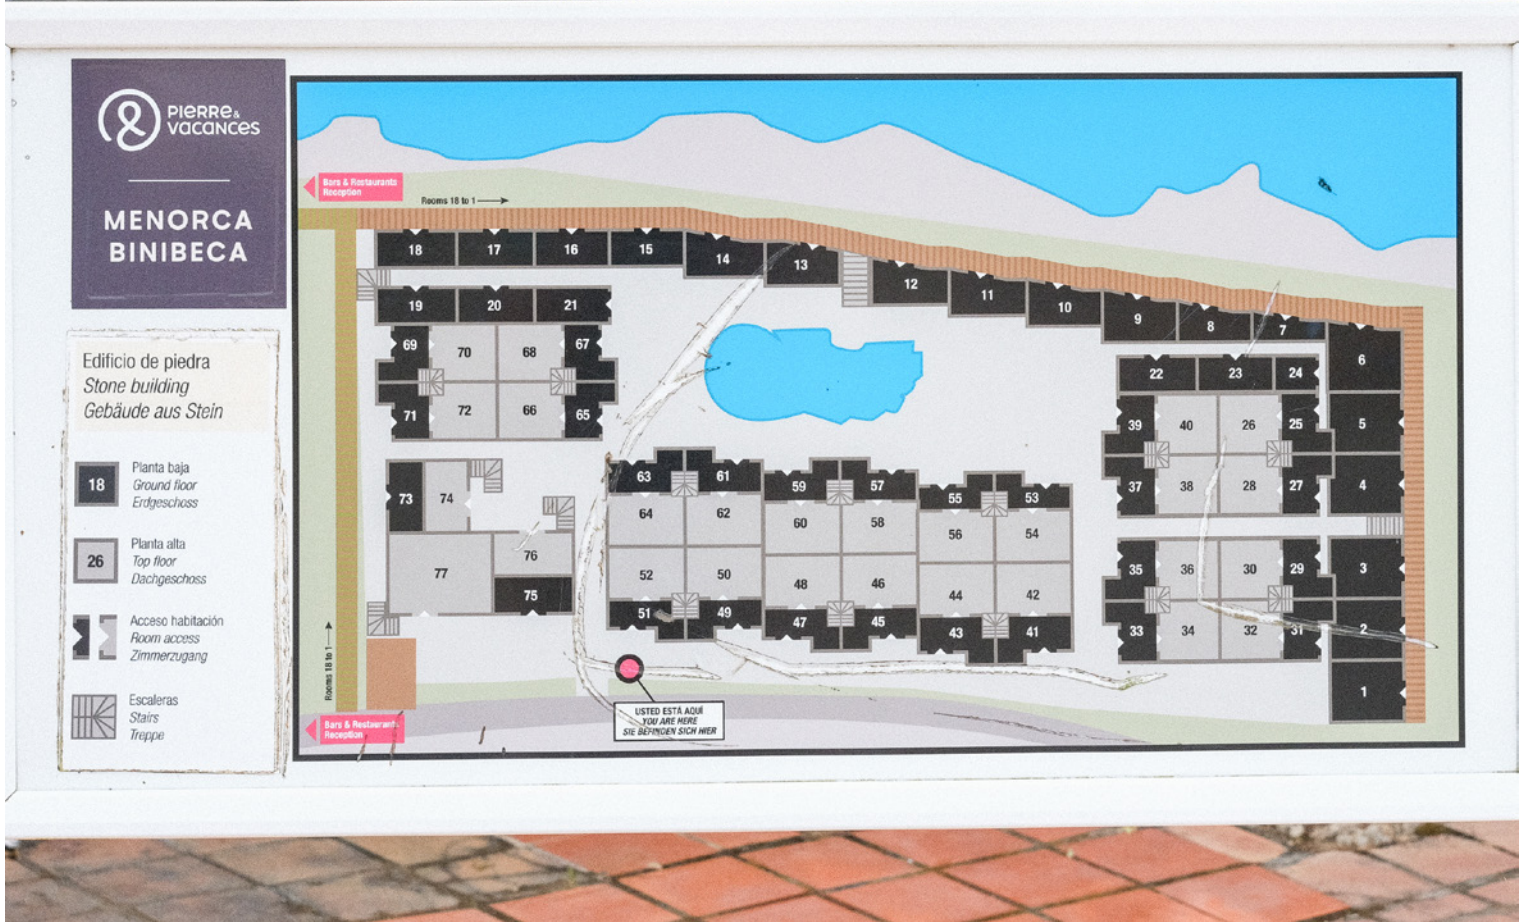 PIERRE &
vacances
MENORCA
BINIBECA
Edificio de piedra
Stone building
Gebäude aus Stein
18
Planta baja
Ground floor
Erdgeschoss
26
Planta alta
Top floor
Dachgeschoss
Acceso habitación
Room access
Zimmerzugang
Escaleras
Stairs
Treppe
Bars & Restaurants
Reception
Rooms 18 to 1
18 17 16 15 14 13 12 11 10 9 8 7 6
19 20 21
69 70 68 67
71 72 66 65
22 23 24
39 40 26 25 5
37 38 28 27 4
73 74
76
77 75
63 61 59 57 55 53
64 62 60 58 56 54
52 50 48 46 44 42
51 49 47 45 43 41
35 36 30 29 3
33 34 32 31 2
1
Rooms 18 to 1
Bars & Restaurants
Reception
USTED ESTÁ AQUÍ
YOU ARE HERE
SIE BEFINDEN SICH HIER